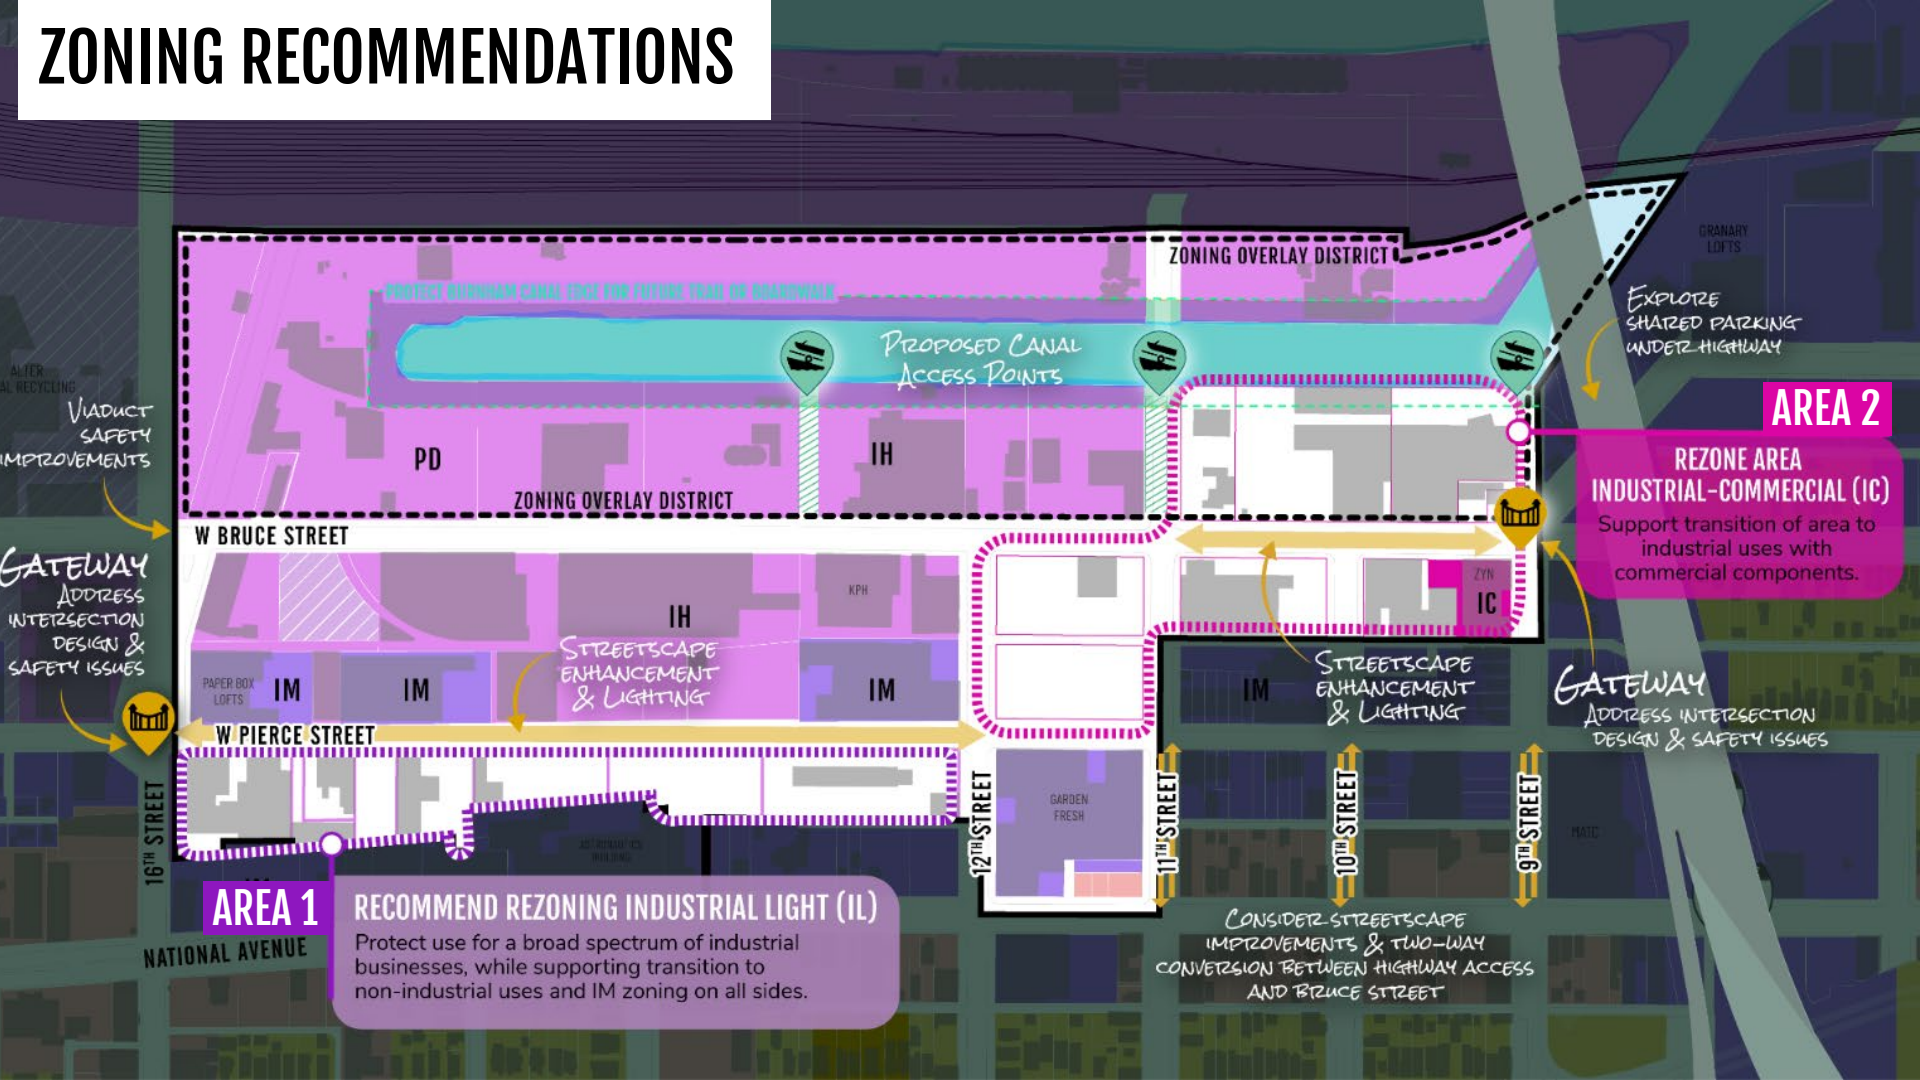 ZONING RECOMMENDATIONS
GRANARY
LOFTS
ZONING OVERLAY DISTRICT
PROTECT BURNHAM CANAL EDGE FOR FUTURE TRAIL OR BOARDWALK
EXPLORE
SHARED PARKING
UNDER HIGHWAY
PROPOSED CANAL
ACCESS POINTS
ALTER
AL RECYCLING
VIADUCT
SAFETY
IMPROVEMENTS
AREA 2
REZONE AREA
INDUSTRIAL-COMMERCIAL (IC)
Support transition of area to
industrial uses with
commercial components.
PD
IH
ZONING OVERLAY DISTRICT
W BRUCE STREET
GATEWAY
ADDRESS
INTERSECTION
DESIGN &
SAFETY ISSUES
KPH
ZYN
IC
IH
STREETSCAPE
ENHANCEMENT
& LIGHTING
PAPER BOX
LOFTS
IM
IM
IM
IM
STREETSCAPE
ENHANCEMENT
& LIGHTING
GATEWAY
ADDRESS INTERSECTION
DESIGN & SAFETY ISSUES
W PIERCE STREET
16TH STREET
12TH STREET
GARDEN
FRESH
11TH STREET
10TH STREET
9TH STREET
MATC
BUILDING
AREA 1
RECOMMEND REZONING INDUSTRIAL LIGHT (IL)
Protect use for a broad spectrum of industrial
businesses, while supporting transition to
non-industrial uses and IM zoning on all sides.
NATIONAL AVENUE
CONSIDER STREETSCAPE
IMPROVEMENTS & TWO-WAY
CONVERSION BETWEEN HIGHWAY ACCESS
AND BRUCE STREET